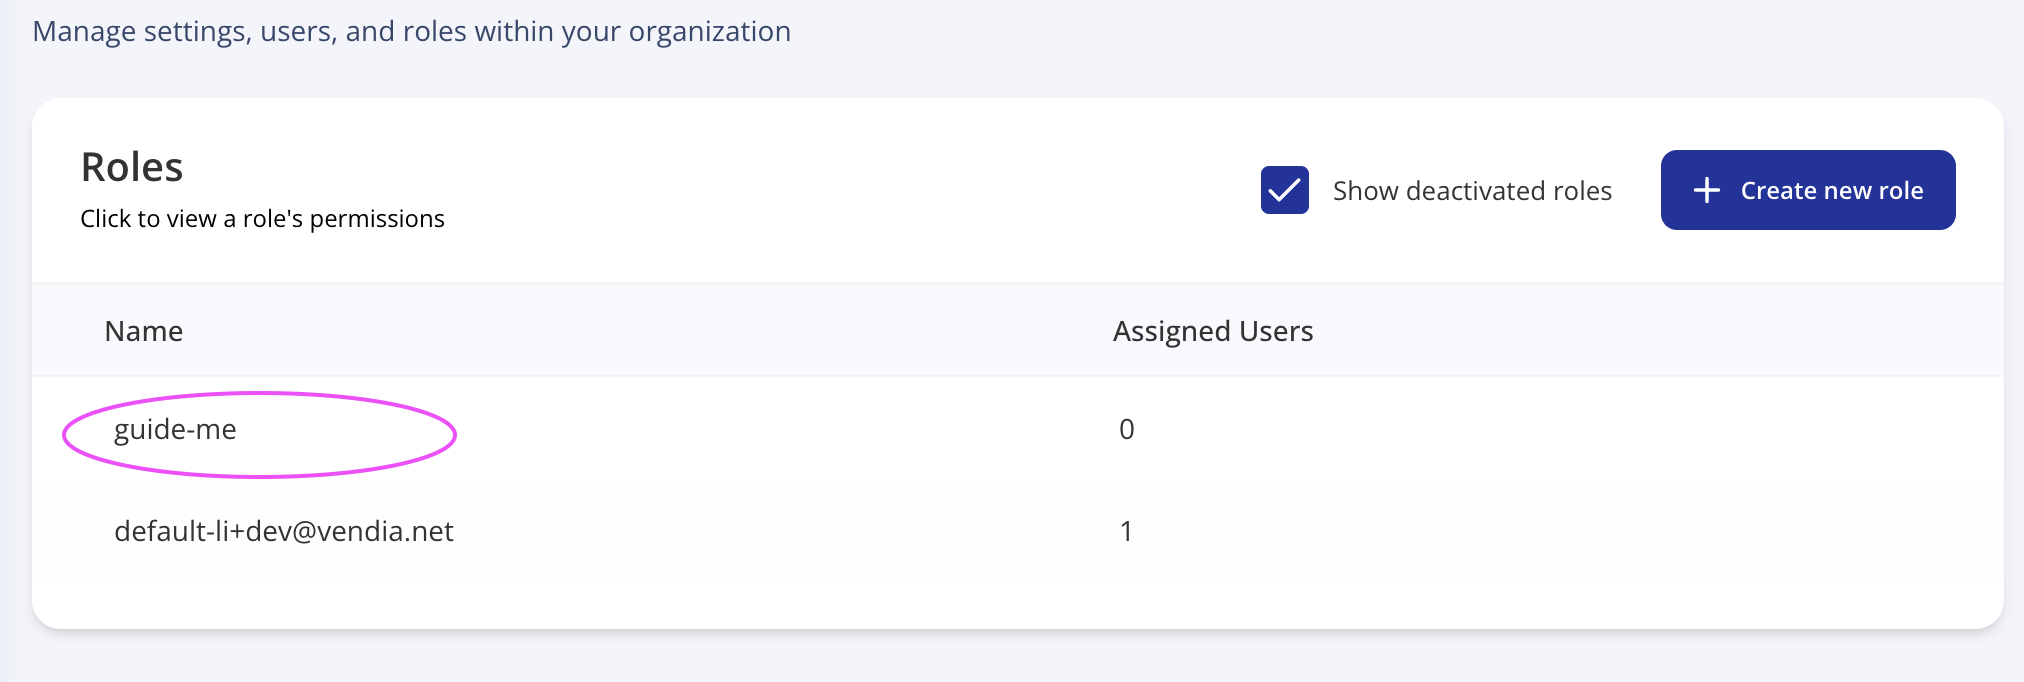 Manage settings, users, and roles within your organization
Roles
Click to view a role's permissions
Show deactivated roles
Create new role
Name Assigned Users
guide-me 0
default-li+dev@vendia.net 1